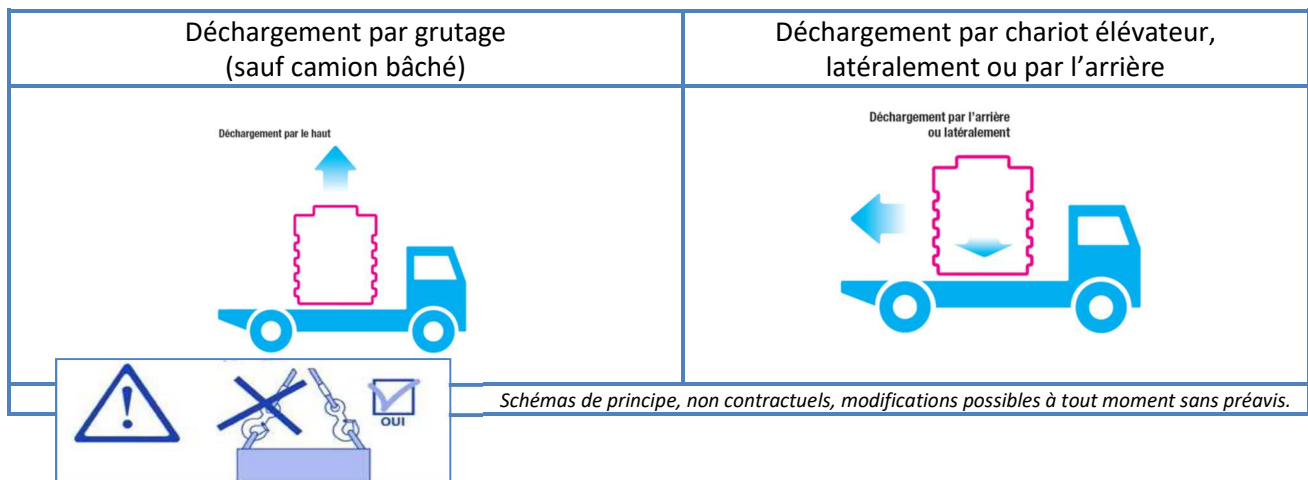 Déchargement par grutage
(sauf camion bâché)
Déchargement par chariot élévateur,
latéralement ou par l’arrière
Déchargement par le haut
Déchargement par l'arrière
ou latéralement
OUI
Schémas de principe, non contractuels, modifications possibles à tout moment sans préavis.